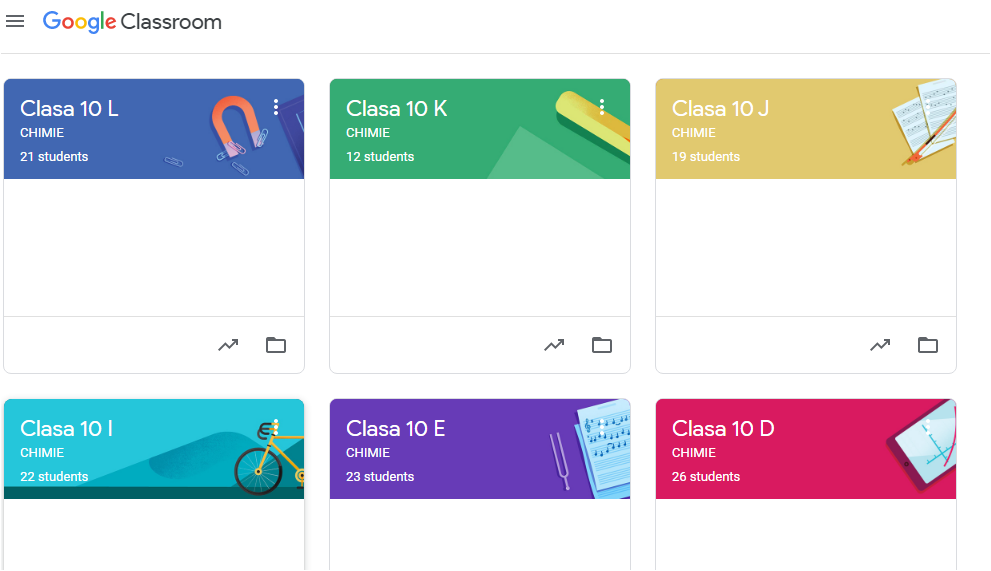 Google Classroom
Clasa 10 L
CHIMIE
21 students
Clasa 10 K
CHIMIE
12 students
Clasa 10 J
CHIMIE
19 students
Clasa 10 I
CHIMIE
22 students
Clasa 10 E
CHIMIE
23 students
Clasa 10 D
CHIMIE
26 students